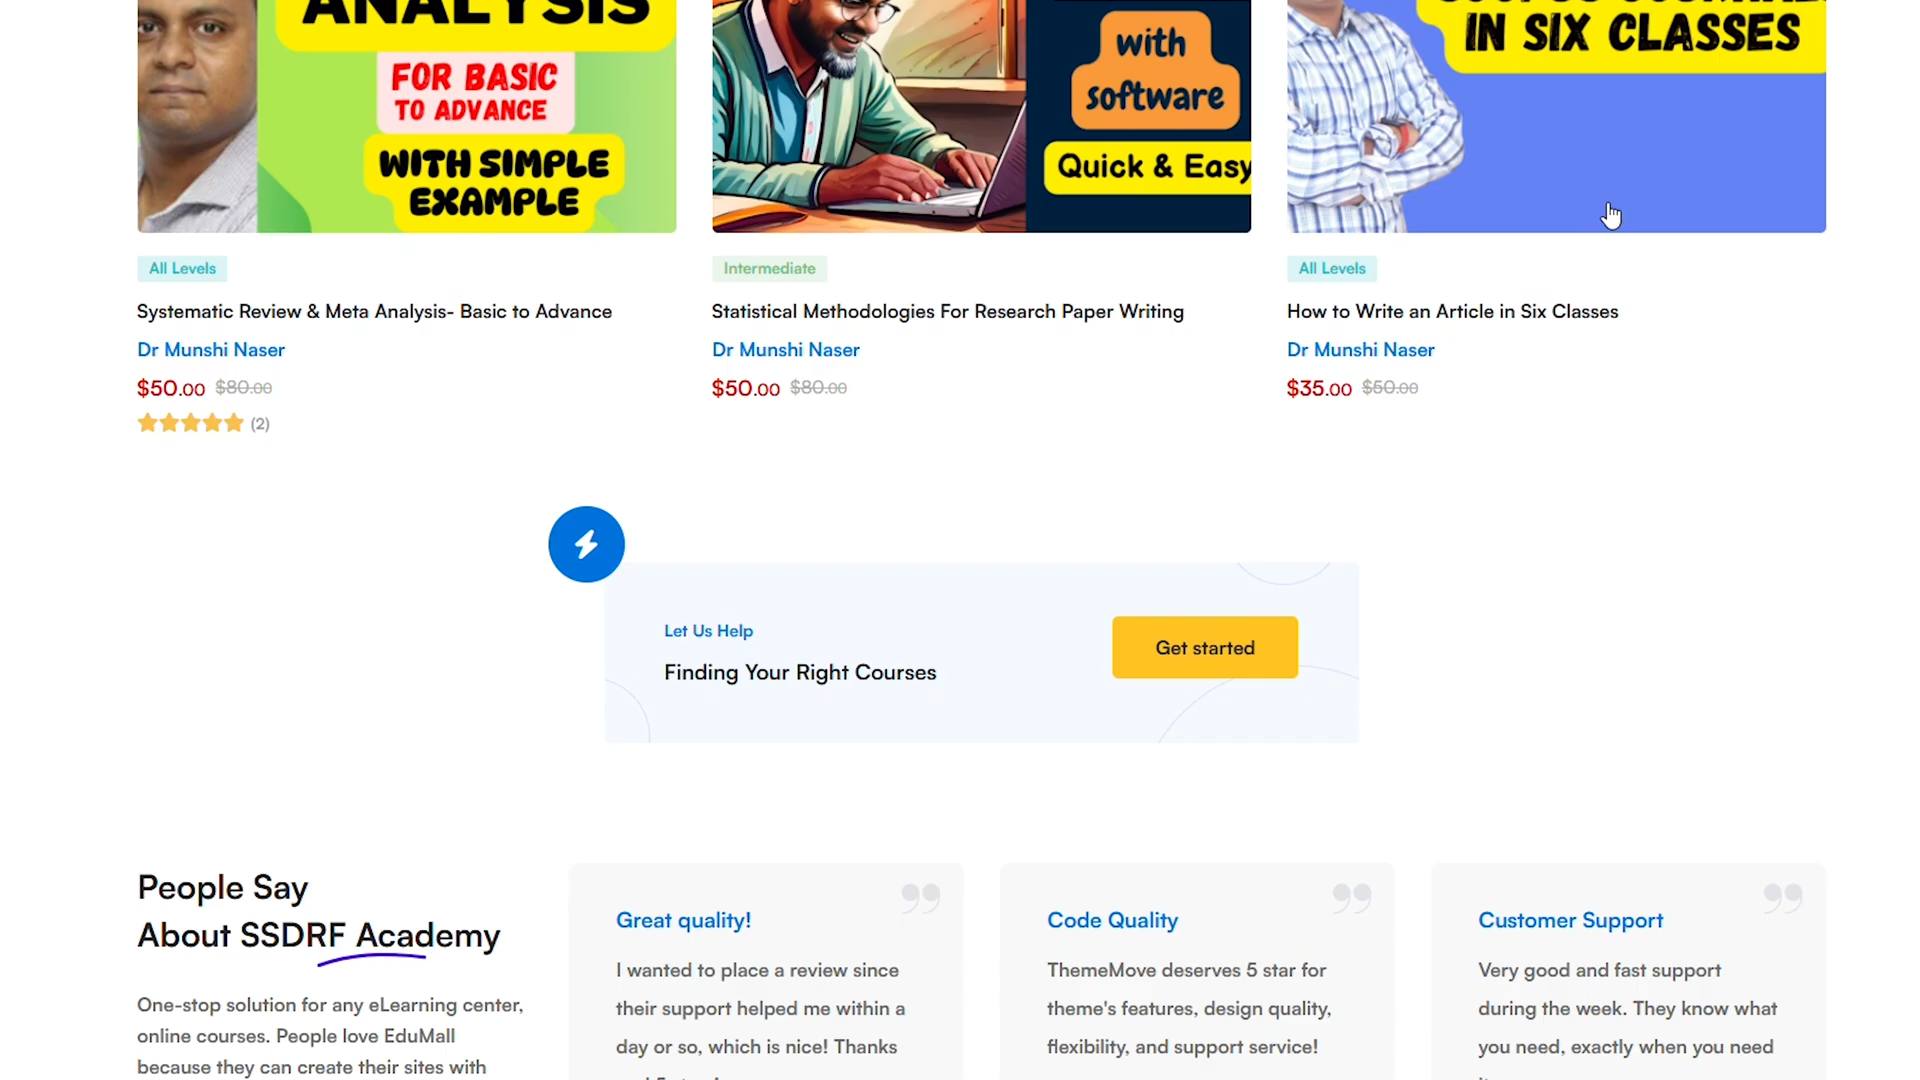 ANALYSIS
FOR BASIC
TO ADVANCE
WITH SIMPLE
EXAMPLE
with
software
Quick & Easy
IN SIX CLASSES
All Levels
Systematic Review & Meta Analysis- Basic to Advance
Dr Munshi Naser
$50.00 $80.00
(2)
Intermediate
Statistical Methodologies For Research Paper Writing
Dr Munshi Naser
$50.00 $80.00
All Levels
How to Write an Article in Six Classes
Dr Munshi Naser
$35.00 $50.00
Let Us Help
Finding Your Right Courses
Get started
People Say
About SSDRF Academy
One-stop solution for any eLearning center,
online courses. People love EduMall
because they can create their sites with
Great quality!
I wanted to place a review since
their support helped me within a
day or so, which is nice! Thanks
Code Quality
ThemeMove deserves 5 star for
theme's features, design quality,
flexibility, and support service!
Customer Support
Very good and fast support
during the week. They know what
you need, exactly when you need